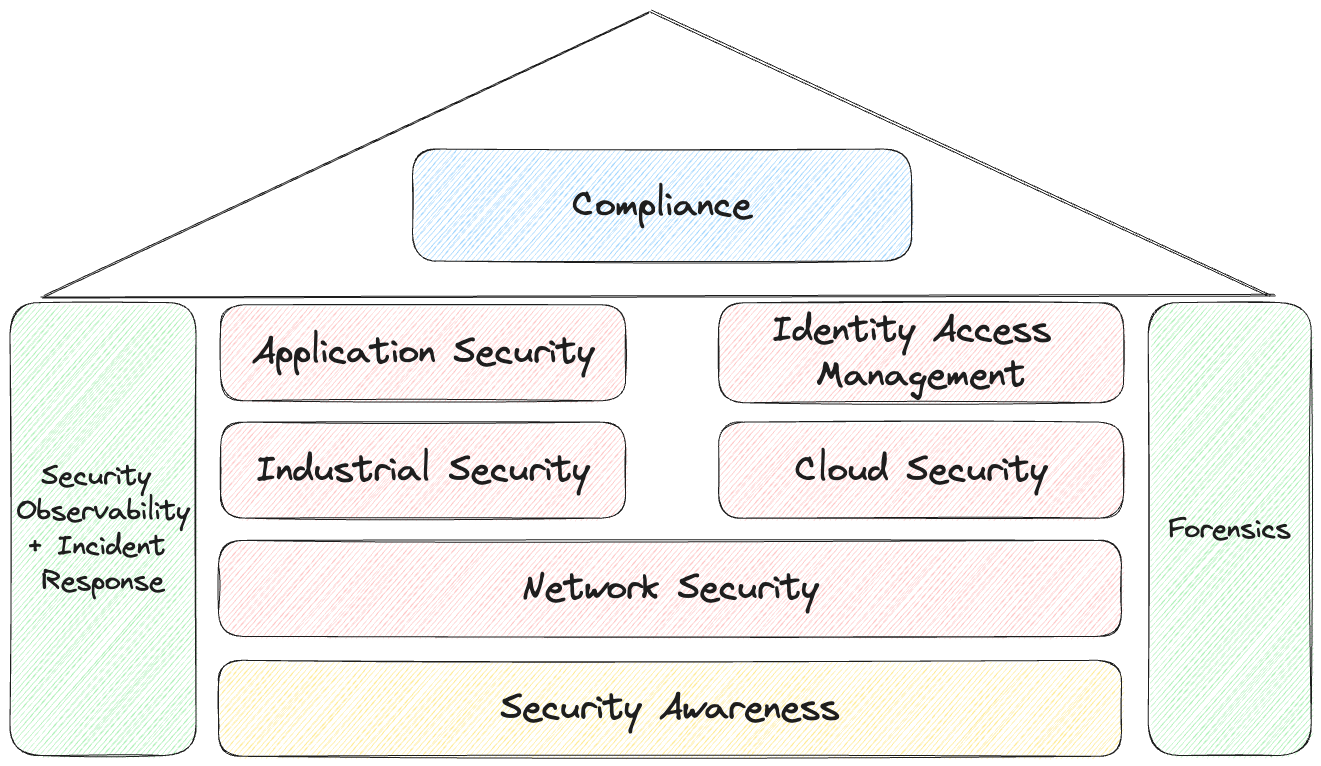 Compliance
Application Security
Identity Access
Management
Industrial Security
Cloud Security
Security
Observability
+ Incident
Response
Forensics
Network Security
Security Awareness